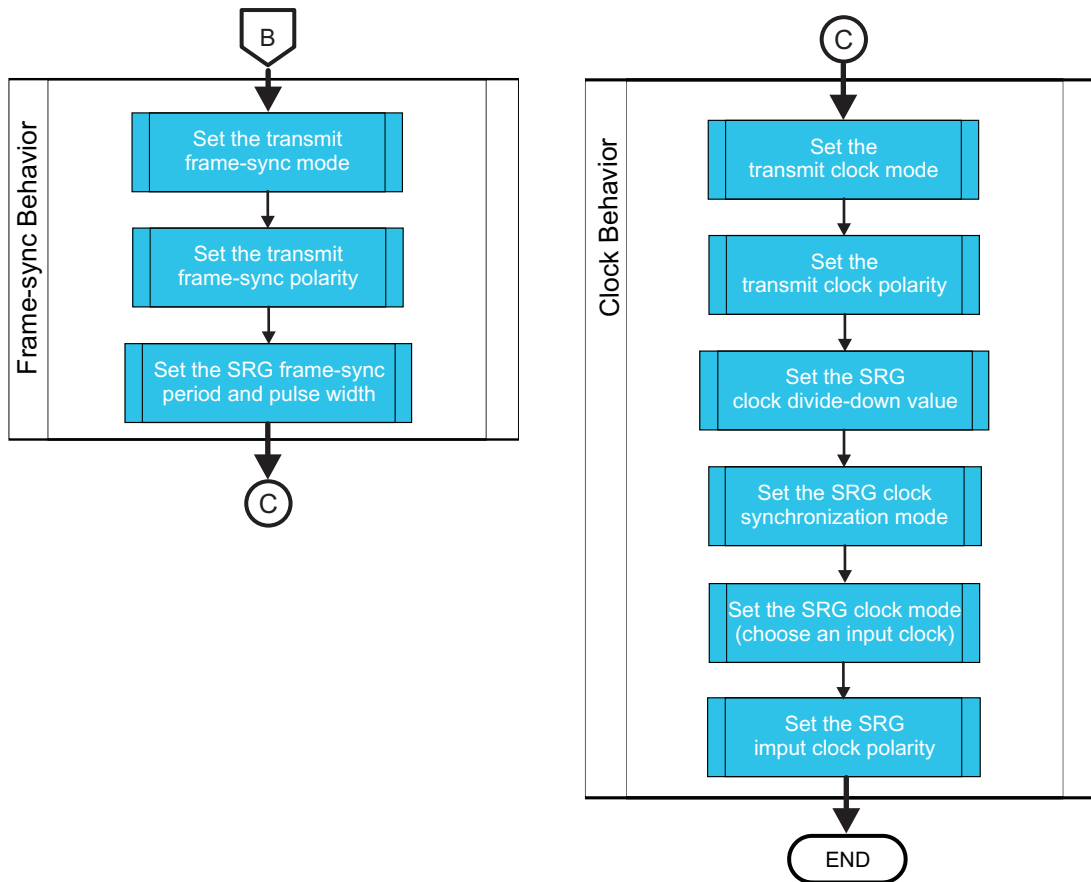 B
Frame-sync Behavior
Set the transmit
frame-sync mode
Set the transmit
frame-sync polarity
Set the SRG frame-sync
period and pulse width
C
C
Clock Behavior
Set the
transmit clock mode
Set the
transmit clock polarity
Set the SRG
clock divide-down value
Set the SRG clock
synchronization mode
Set the SRG clock mode
(choose an input clock)
Set the SRG
imput clock polarity
END